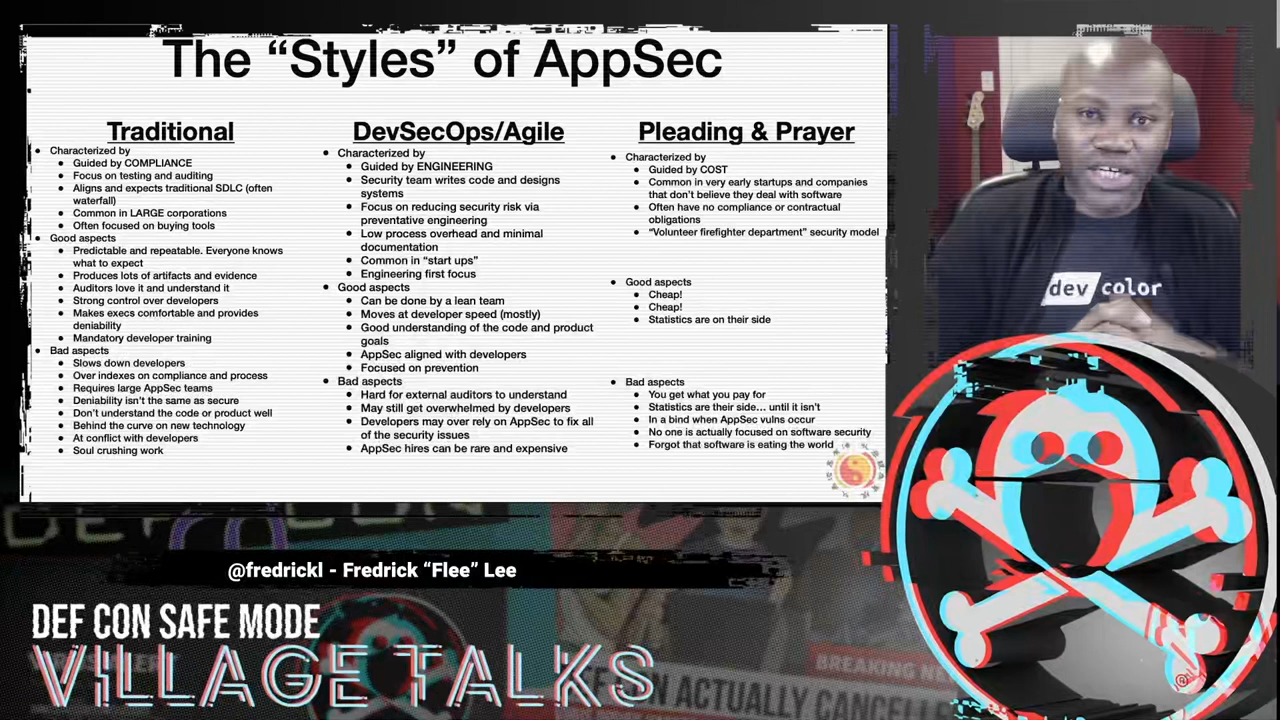 The “Styles” of AppSec
Traditional
Characterized by
Guided by COMPLIANCE
Focus on testing and auditing
Aligns and expects traditional SDLC (often
waterfall)
Common in LARGE corporations
Often focused on buying tools
Good aspects
Predictable and repeatable. Everyone knows
what to expect
Produces lots of artifacts and evidence
Auditors love it and understand it
Strong control over developers
Makes execs comfortable and provides
deniability
Mandatory developer training
Bad aspects
Slows down developers
Over indexes on compliance and process
Requires large AppSec teams
Deniability isn’t the same as secure
Don’t understand the code or product well
Behind the curve on new technology
At conflict with developers
Soul crushing work
DevSecOps/Agile
Characterized by
Guided by ENGINEERING
Security team writes code and designs
systems
Focus on reducing security risk via
preventative engineering
Low process overhead and minimal
documentation
Common in “start ups”
Engineering first focus
Good aspects
Can be done by a lean team
Moves at developer speed (mostly)
Good understanding of the code and product
goals
AppSec aligned with developers
Focused on prevention
Bad aspects
Hard for external auditors to understand
May still get overwhelmed by developers
Developers may over rely on AppSec to fix all
of the security issues
AppSec hires can be rare and expensive
Pleading & Prayer
Characterized by
Guided by COST
Common in very early startups and companies
that don’t believe they deal with software
Often have no compliance or contractual
obligations
“Volunteer firefighter department” security model
Good aspects
Cheap!
Cheap!
Statistics are on their side
Bad aspects
You get what you pay for
Statistics are their side… until it isn’t
In a bind when AppSec vulns occur
No one is actually focused on software security
Forgot that software is eating the world
dev/color
@fredrickl - Fredrick “Flee” Lee
DEF CON SAFE MODE
VILLAGE TALKS
DEF CON
BREAKING NE
CON ACTUALLY CANCELLE
®